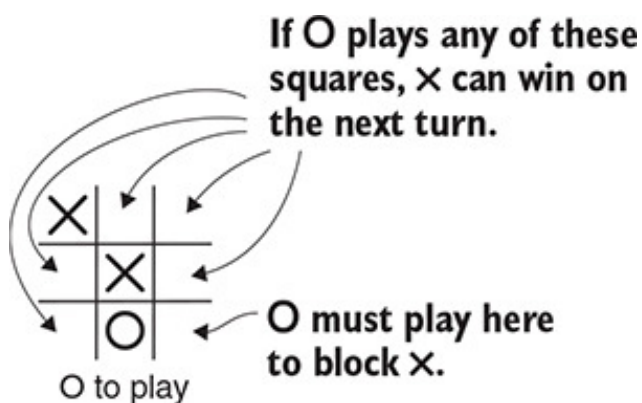 If O plays any of these
squares, × can win on
the next turn.
X
X
O
O must play here
to block ×.
O to play